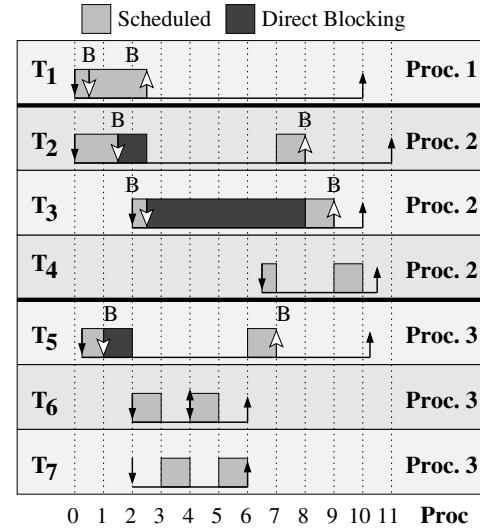 Scheduled Direct Blocking
B B
T1 Proc. 1
B B
T2 Proc. 2
B B
T3 Proc. 2
T4 Proc. 2
B B
T5 Proc. 3
T6 Proc. 3
T7 Proc. 3
0 1 2 3 4 5 6 7 8 9 10 11 Proc